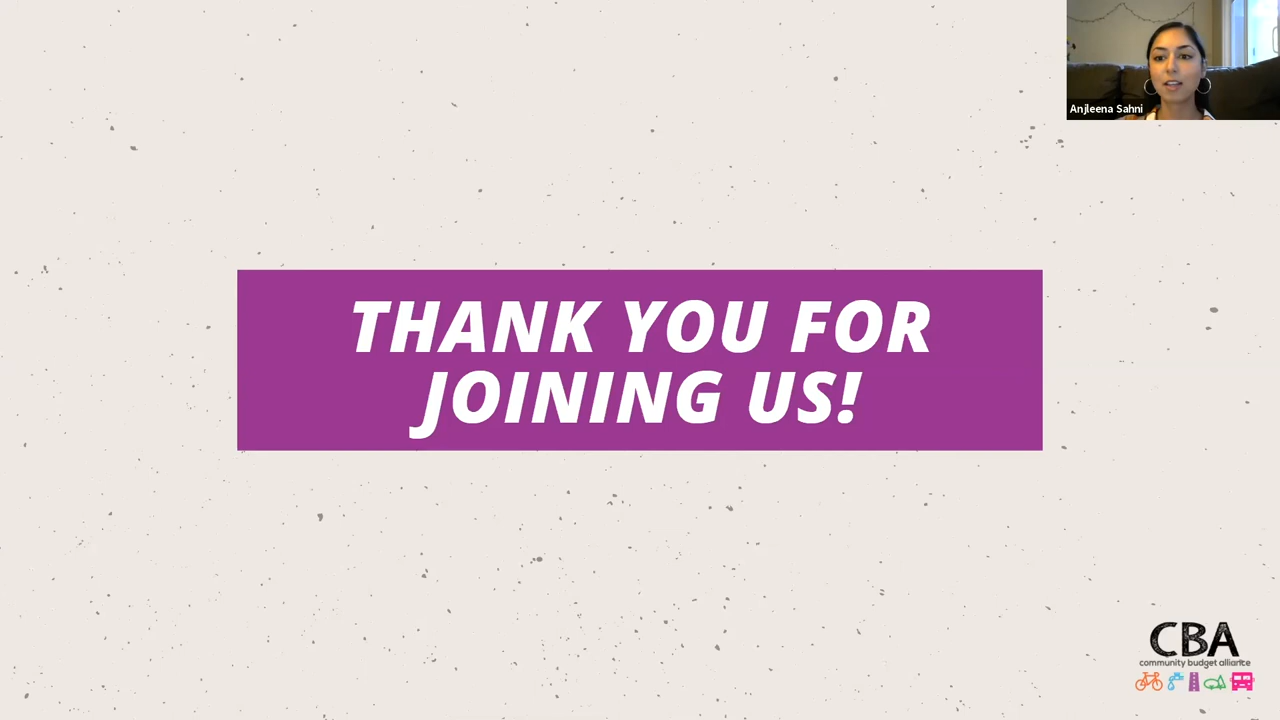 Anjleena Sahni
THANK YOU FOR
JOINING US!
CBA
community budget alliance